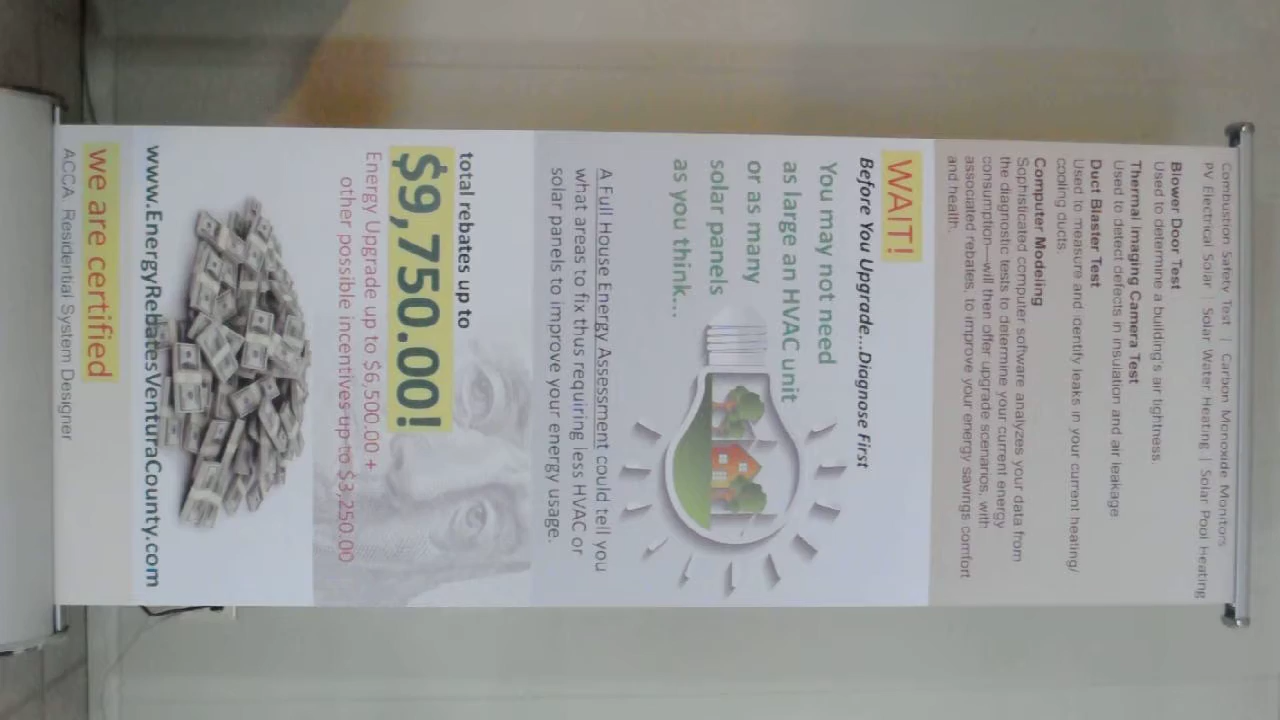 Combustion Safety Test | Carbon Monoxide Monitors
PV Electrical Solar | Solar Water Heating | Solar Pool Heating
Blower Door Test
Used to determine a building's air tightness.
Thermal Imaging Camera Test
Used to detect defects in insulation and air leakage
Duct Blaster Test
Used to measure and identify leaks in your current heating/
cooling ducts.
Computer Modeling
Sophisticated computer software analyzes your data from
the diagnostic tests to determine your current energy
consumption—will then offer upgrade scenarios, with
associated rebates, to improve your energy savings comfort
and health.
WAIT!
Before You Upgrade...Diagnose First
You may not need
as large an HVAC unit
or as many
solar panels
as you think...
A Full House Energy Assessment could tell you
what areas to fix thus requiring less HVAC or
solar panels to improve your energy usage.
total rebates up to
$9,750.00!
Energy Upgrade up to $6,500.00 +
other possible incentives up to $3,250.00
www.EnergyRebatesVenturaCounty.com
we are certified
ACCA, Residential System Designer